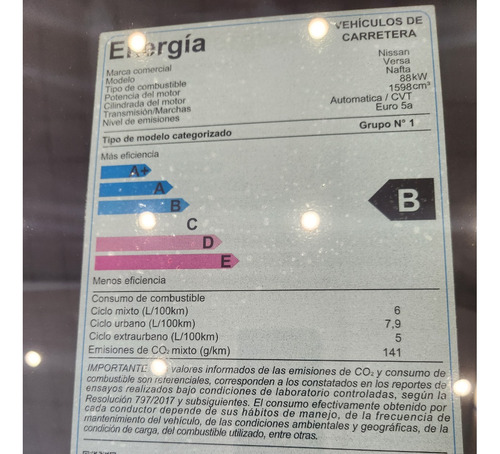 Energía
VEHÍCULOS DE
CARRETERA
Marca comercial Nissan
Modelo Versa
Tipo de combustible Nafta
Potencia del motor 88kW
Cilindrada del motor 1598cm³
Transmisión/Marchas Automatica / CVT
Nivel de emisiones Euro 5a
Tipo de modelo categorizado Grupo N° 1
Más eficiencia
A+
A
B
B
C
D
E
Menos eficiencia
Consumo de combustible
Ciclo mixto (L/100km) 6
Ciclo urbano (L/100km) 7,9
Ciclo extraurbano (L/100km) 5
Emisiones de CO₂ mixto (g/km) 141
IMPORTANTE valores informados de las emisiones de CO₂ y consumo de
combustible son referenciales, corresponden a los constatados en los reportes de
ensayos realizados bajo condiciones de laboratorio controladas, según la
Resolución 797/2017 y subsiguientes. El consumo efectivamente obtenido por
cada conductor depende de sus hábitos de manejo, de la frecuencia de
mantenimiento del vehículo, de las condiciones ambientales y geográficas, de la
condición de carga, del combustible utilizado, entre otras.